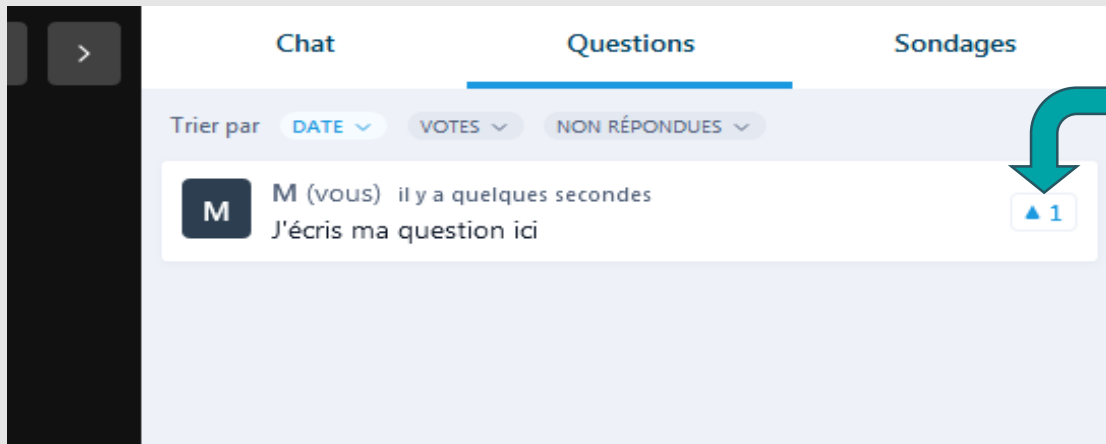 Chat Questions Sondages
Trier par DATE VOTES NON RÉPONDUES
M (vous) il y a quelques secondes
M
J'écris ma question ici
1